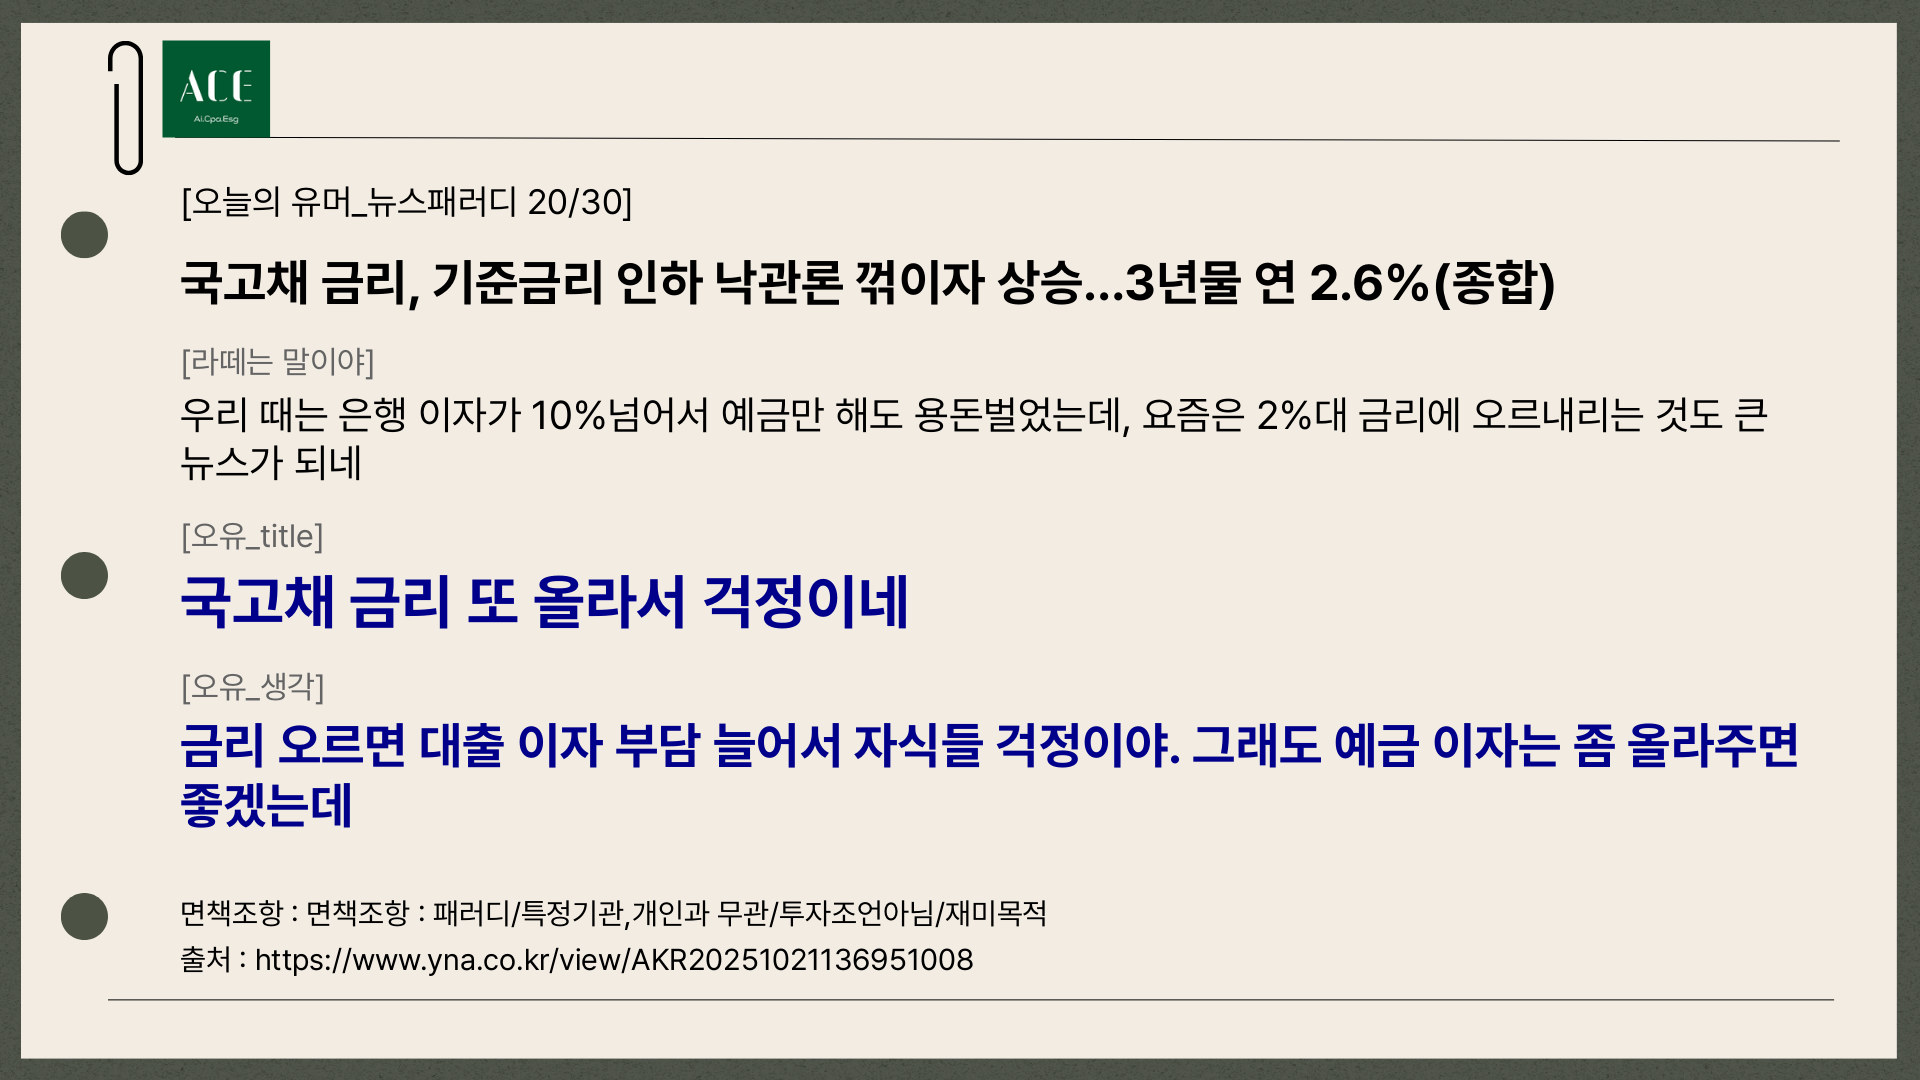 ACE
Ai.Cpa.Esg
[오늘의 유머_뉴스패러디 20/30]
국고채 금리, 기준금리 인하 낙관론 꺾이자 상승...3년물 연 2.6%(종합)
[라떼는 말이야]
우리 때는 은행 이자가 10%넘어서 예금만 해도 용돈벌었는데, 요즘은 2%대 금리에 오르내리는 것도 큰
뉴스가 되네
[오유_title]
국고채 금리 또 올라서 걱정이네
[오유_생각]
금리 오르면 대출 이자 부담 늘어서 자식들 걱정이야. 그래도 예금 이자는 좀 올라주면
좋겠는데
면책조항 : 면책조항 : 패러디/특정기관,개인과 무관/투자조언아님/재미목적
출처 : https://www.yna.co.kr/view/AKR20251021136951008